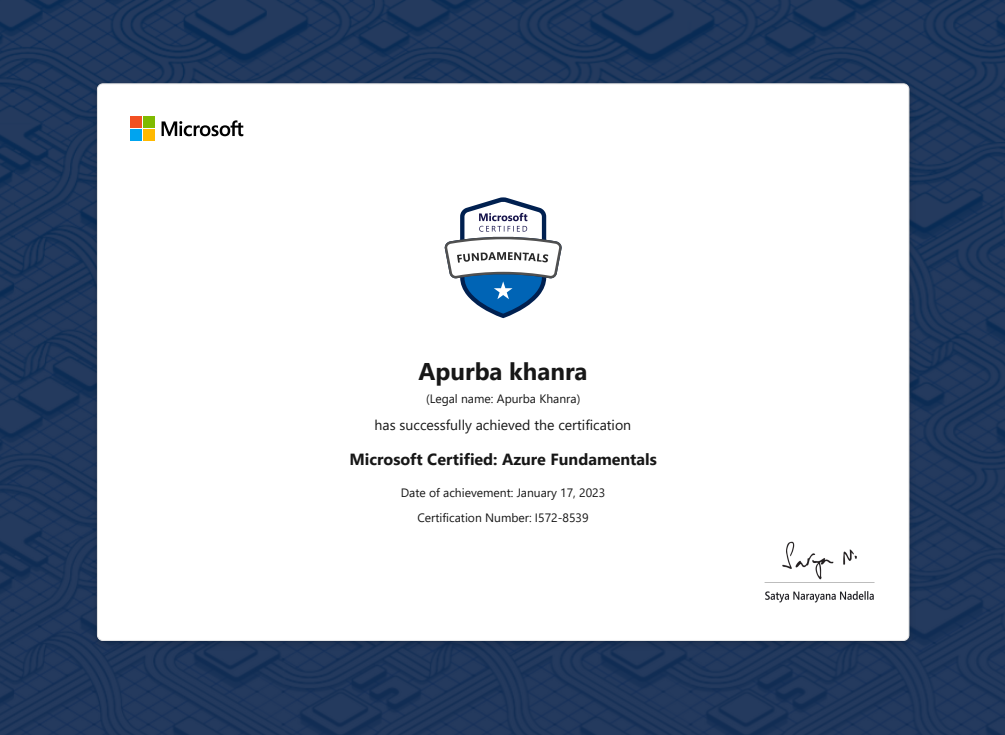 Microsoft
Microsoft
CERTIFIED
FUNDAMENTALS
Apurba khanra
(Legal name: Apurba Khanra)
has successfully achieved the certification
Microsoft Certified: Azure Fundamentals
Date of achievement: January 17, 2023
Certification Number: I572-8539
Satya N.
Satya Narayana Nadella